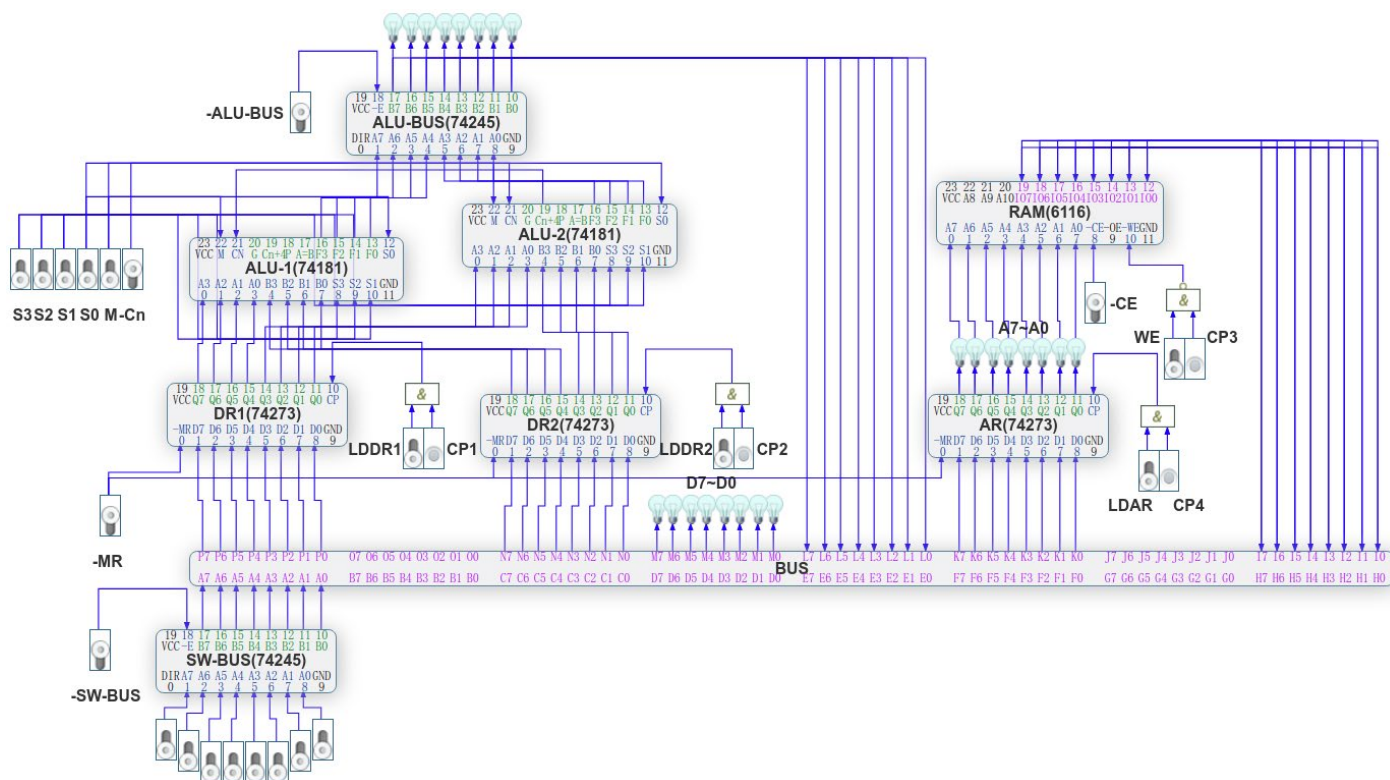 19 18 17 16 15 14 13 12 11 10
VCC -E B7 B6 B5 B4 B3 B2 B1 B0
-ALU-BUS
ALU-BUS(74245)
DIR A7 A6 A5 A4 A3 A2 A1 A0 GND
0 1 2 3 4 5 6 7 8 9
23 22 21 20 19 18 17 16 15 14 13 12
VCC A8 A9 A10 IO7 IO6 IO5 IO4 IO3 IO2 IO1 IO0
RAM(6116)
A7 A6 A5 A4 A3 A2 A1 A0 -CE -OE -WE GND
0 1 2 3 4 5 6 7 8 9 10 11
23 22 21 20 19 18 17 16 15 14 13 12
VCC M CN G Cn+4 P A=B F3 F2 F1 F0 S0
ALU-2(74181)
A3 A2 A1 A0 B3 B2 B1 B0 S3 S2 S1 GND
0 1 2 3 4 5 6 7 8 9 10 11
23 22 21 20 19 18 17 16 15 14 13 12
VCC M CN G Cn+4 P A=B F3 F2 F1 F0 S0
ALU-1(74181)
A3 A2 A1 A0 B3 B2 B1 B0 S3 S2 S1 GND
0 1 2 3 4 5 6 7 8 9 10 11
S3 S2 S1 S0 M -Cn
-CE
&
WE CP3
A7~A0
19 18 17 16 15 14 13 12 11 10
VCC Q7 Q6 Q5 Q4 Q3 Q2 Q1 Q0 CP
DR1(74273)
-MR D7 D6 D5 D4 D3 D2 D1 D0 GND
0 1 2 3 4 5 6 7 8 9
&
LDDR1 CP1
19 18 17 16 15 14 13 12 11 10
VCC Q7 Q6 Q5 Q4 Q3 Q2 Q1 Q0 CP
DR2(74273)
-MR D7 D6 D5 D4 D3 D2 D1 D0 GND
0 1 2 3 4 5 6 7 8 9
&
LDDR2 CP2
19 18 17 16 15 14 13 12 11 10
VCC Q7 Q6 Q5 Q4 Q3 Q2 Q1 Q0 CP
AR(74273)
-MR D7 D6 D5 D4 D3 D2 D1 D0 GND
0 1 2 3 4 5 6 7 8 9
&
LDAR CP4
D7~D0
-MR
P7 P6 P5 P4 P3 P2 P1 P0 O7 O6 O5 O4 O3 O2 O1 O0 N7 N6 N5 N4 N3 N2 N1 N0 M7 M6 M5 M4 M3 M2 M1 M0 L7 L6 L5 L4 L3 L2 L1 L0 K7 K6 K5 K4 K3 K2 K1 K0 J7 J6 J5 J4 J3 J2 J1 J0 I7 I6 I5 I4 I3 I2 I1 I0
BUS
A7 A6 A5 A4 A3 A2 A1 A0 B7 B6 B5 B4 B3 B2 B1 B0 C7 C6 C5 C4 C3 C2 C1 C0 D7 D6 D5 D4 D3 D2 D1 D0 E7 E6 E5 E4 E3 E2 E1 E0 F7 F6 F5 F4 F3 F2 F1 F0 G7 G6 G5 G4 G3 G2 G1 G0 H7 H6 H5 H4 H3 H2 H1 H0
19 18 17 16 15 14 13 12 11 10
VCC -E B7 B6 B5 B4 B3 B2 B1 B0
SW-BUS(74245)
DIR A7 A6 A5 A4 A3 A2 A1 A0 GND
0 1 2 3 4 5 6 7 8 9
-SW-BUS